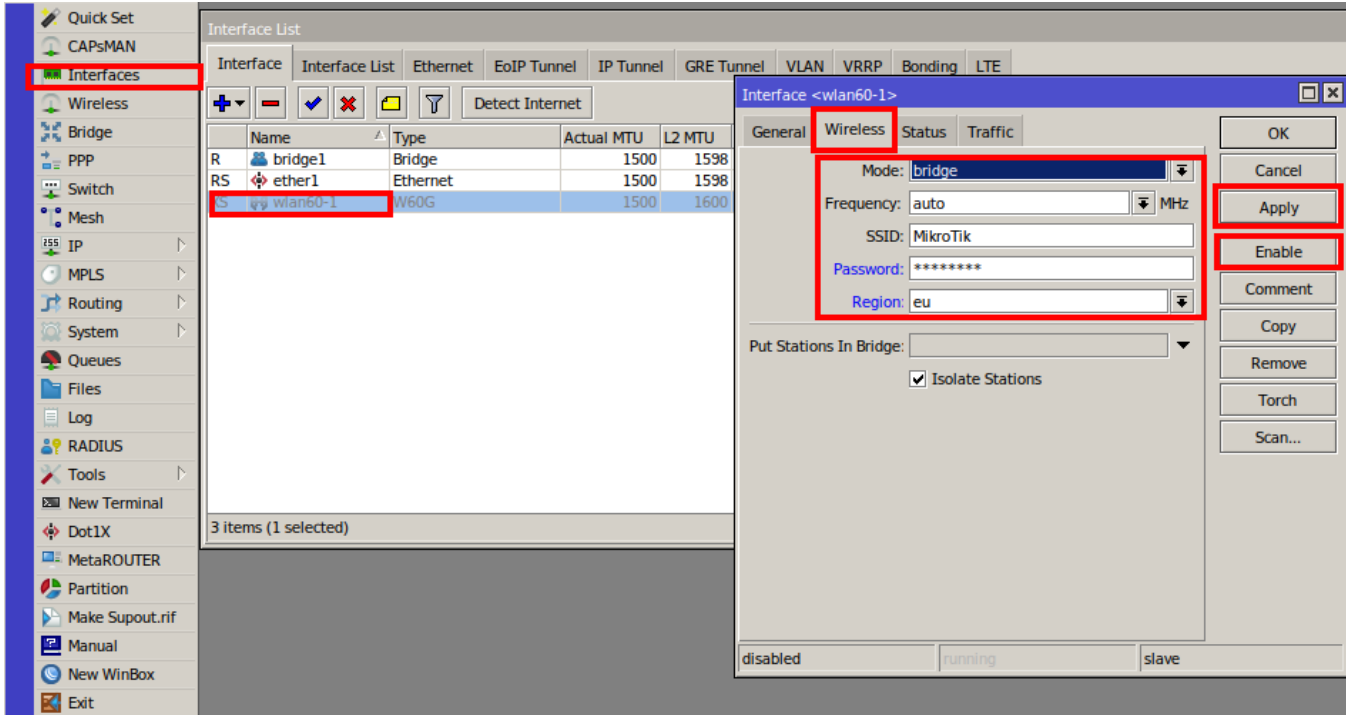 Quick Set
CAPsMAN
Interfaces
Wireless
Bridge
PPP
Switch
Mesh
IP
MPLS
Routing
System
Queues
Files
Log
RADIUS
Tools
New Terminal
Dot1X
MetaROUTER
Partition
Make Supout.rif
Manual
New WinBox
Exit
Interface List
Interface Interface List Ethernet EoIP Tunnel IP Tunnel GRE Tunnel VLAN VRRP Bonding LTE
Detect Internet
Name Type Actual MTU L2 MTU
R bridge1 Bridge 1500 1598
RS ether1 Ethernet 1500 1598
XS wlan60-1 W60G 1500 1600
3 items (1 selected)
Interface <wlan60-1>
General Wireless Status Traffic
Mode: bridge
Frequency: auto MHz
SSID: MikroTik
Password: ********
Region: eu
Put Stations In Bridge:
Isolate Stations
OK
Cancel
Apply
Enable
Comment
Copy
Remove
Torch
Scan...
disabled running slave